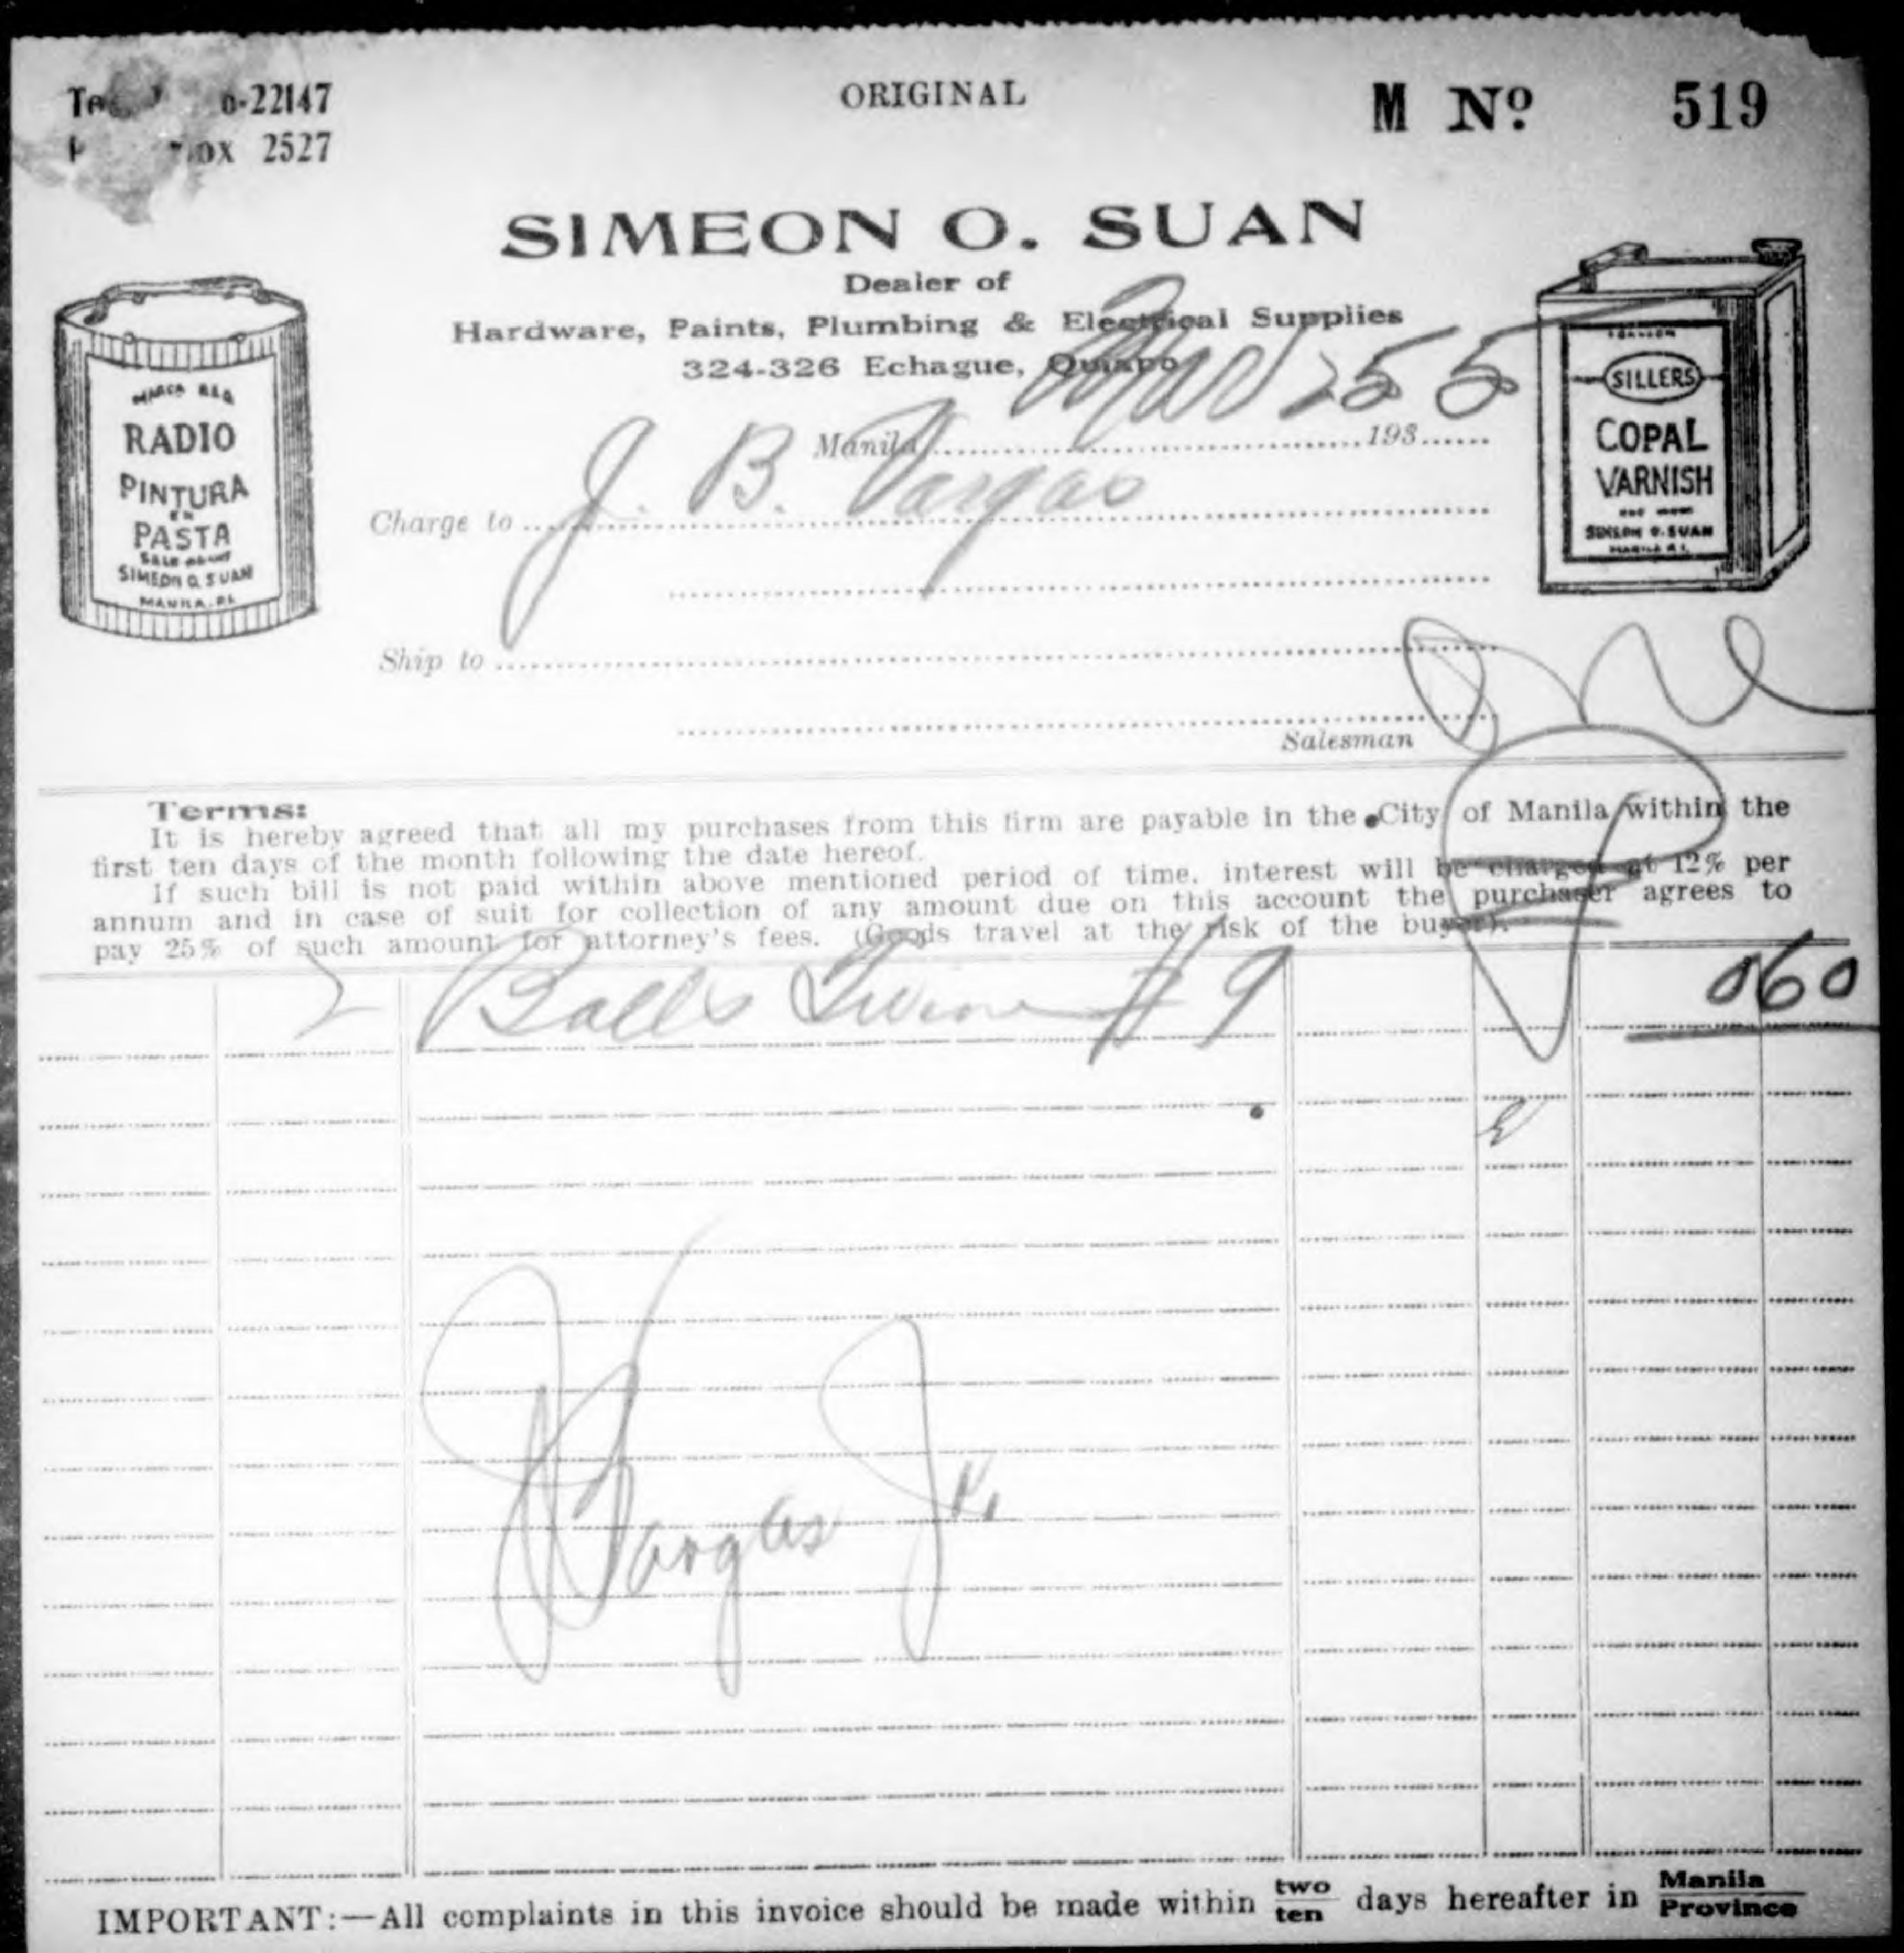 22147
2527
ORIGINAL
M Nº 519
SIMEON O. SUAN
Dealer of
Hardware, Paints, Plumbing & Electrical Supplies
324-326 Echague, Quiapo
Manila 193
Charge to J. B. Vargas
Ship to
Salesman
MARCA REG.
RADIO
PINTURA
EN
PASTA
SIMEON O. SUAN
MANILA, P.I.
SILLERS
COPAL
VARNISH
SIMEON O. SUAN
MANILA P.I.
Terms:
It is hereby agreed that all my purchases from this firm are payable in the City of Manila within the
first ten days of the month following the date hereof.
If such bill is not paid within above mentioned period of time, interest will be charged at 12% per
annum and in case of suit for collection of any amount due on this account the purchaser agrees to
pay 25% of such amount for attorney's fees. (Goods travel at the risk of the buyer).
2 Balls Twine #9 060
J Vargas Jr.
IMPORTANT:—All complaints in this invoice should be made within two ten days hereafter in Manila Province